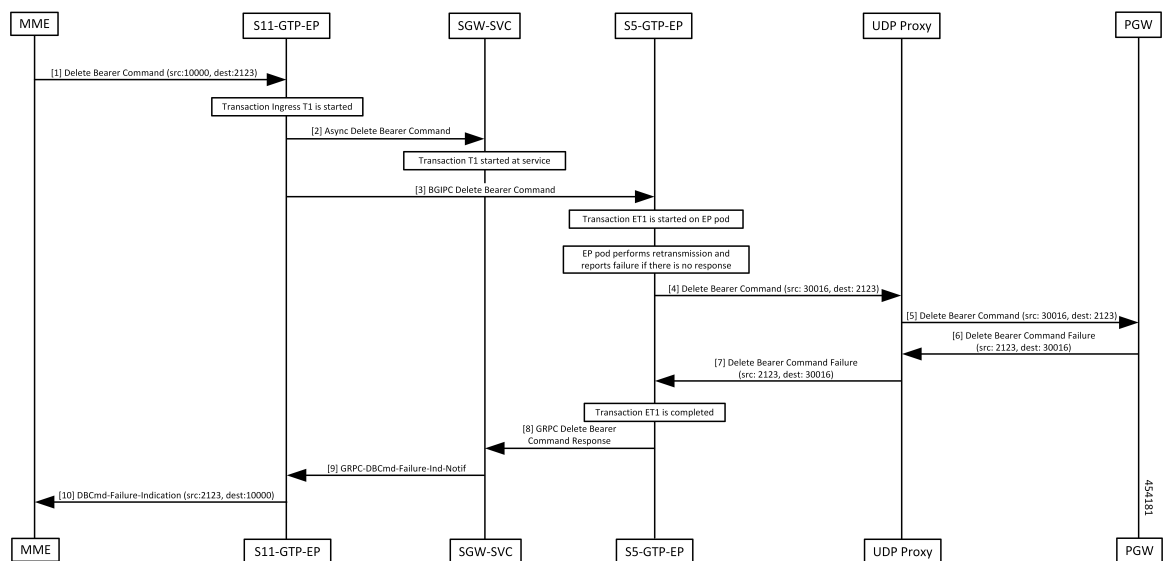 MME
S11-GTP-EP
SGW-SVC
S5-GTP-EP
UDP Proxy
PGW
[1] Delete Bearer Command (src:10000, dest:2123)
Transaction Ingress T1 is started
[2] Async Delete Bearer Command
Transaction T1 started at service
[3] BGIPC Delete Bearer Command
Transaction ET1 is started on EP pod
EP pod performs retransmission and
reports failure if there is no response
[4] Delete Bearer Command (src: 30016, dest: 2123)
[5] Delete Bearer Command (src: 30016, dest: 2123)
[6] Delete Bearer Command Failure
(src: 2123, dest: 30016)
[7] Delete Bearer Command Failure
(src: 2123, dest: 30016)
Transaction ET1 is completed
[8] GRPC Delete Bearer
Command Response
[9] GRPC-DBCmd-Failure-Ind-Notif
[10] DBCmd-Failure-Indication (src:2123, dest:10000)
454181
MME
S11-GTP-EP
SGW-SVC
S5-GTP-EP
UDP Proxy
PGW